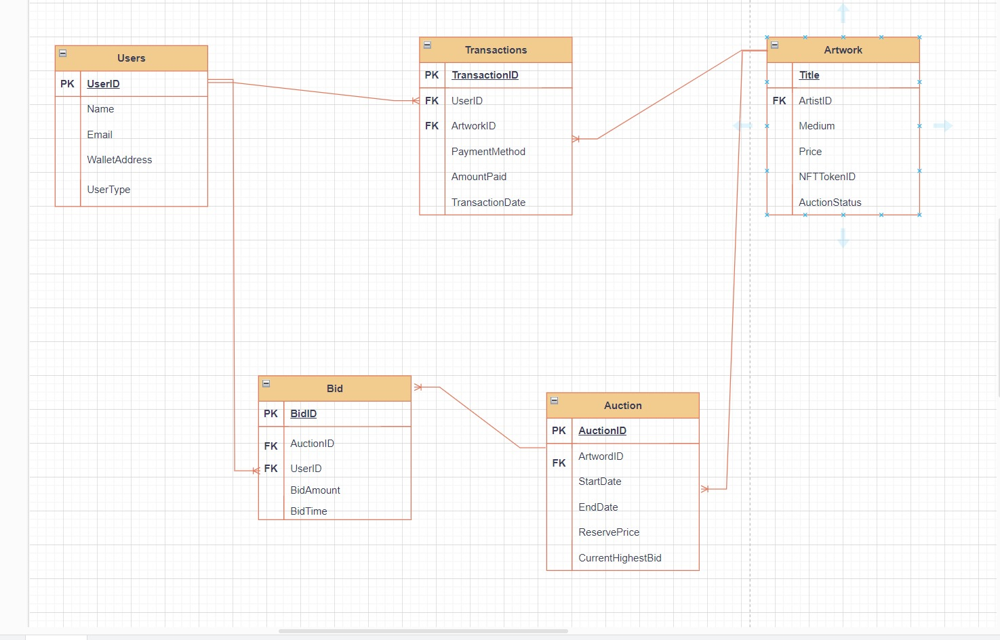 Users
PK UserID
Name
Email
WalletAddress
UserType
Transactions
PK TransactionID
FK UserID
FK ArtworkID
PaymentMethod
AmountPaid
TransactionDate
Artwork
Title
FK ArtistID
Medium
Price
NFTTokenID
AuctionStatus
Bid
PK BidID
FK AuctionID
FK UserID
BidAmount
BidTime
Auction
PK AuctionID
FK ArtwordID
StartDate
EndDate
ReservePrice
CurrentHighestBid